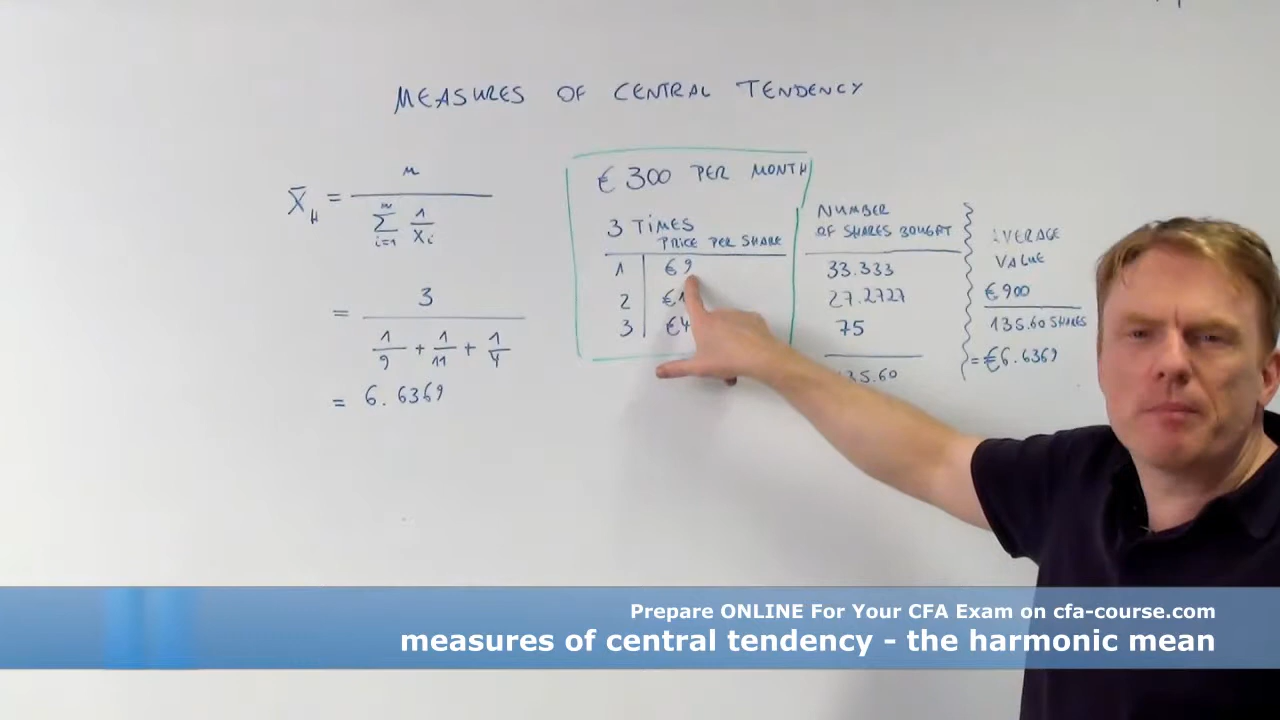 MEASURES OF CENTRAL TENDENCY
X̄H = n / Σ i=1 n 1/Xi
= 3 / 1/9 + 1/11 + 1/4
= 6.6369
€300 PER MONTH
3 TIMES
PRICE PER SHARE
1 €9
2 €1
3 €4
NUMBER
OF SHARES BOUGHT
33.333
27.2727
75
135.60
AVERAGE
VALUE
€900
135.60 SHARES
= €6.6369
Prepare ONLINE For Your CFA Exam on cfa-course.com
measures of central tendency - the harmonic mean